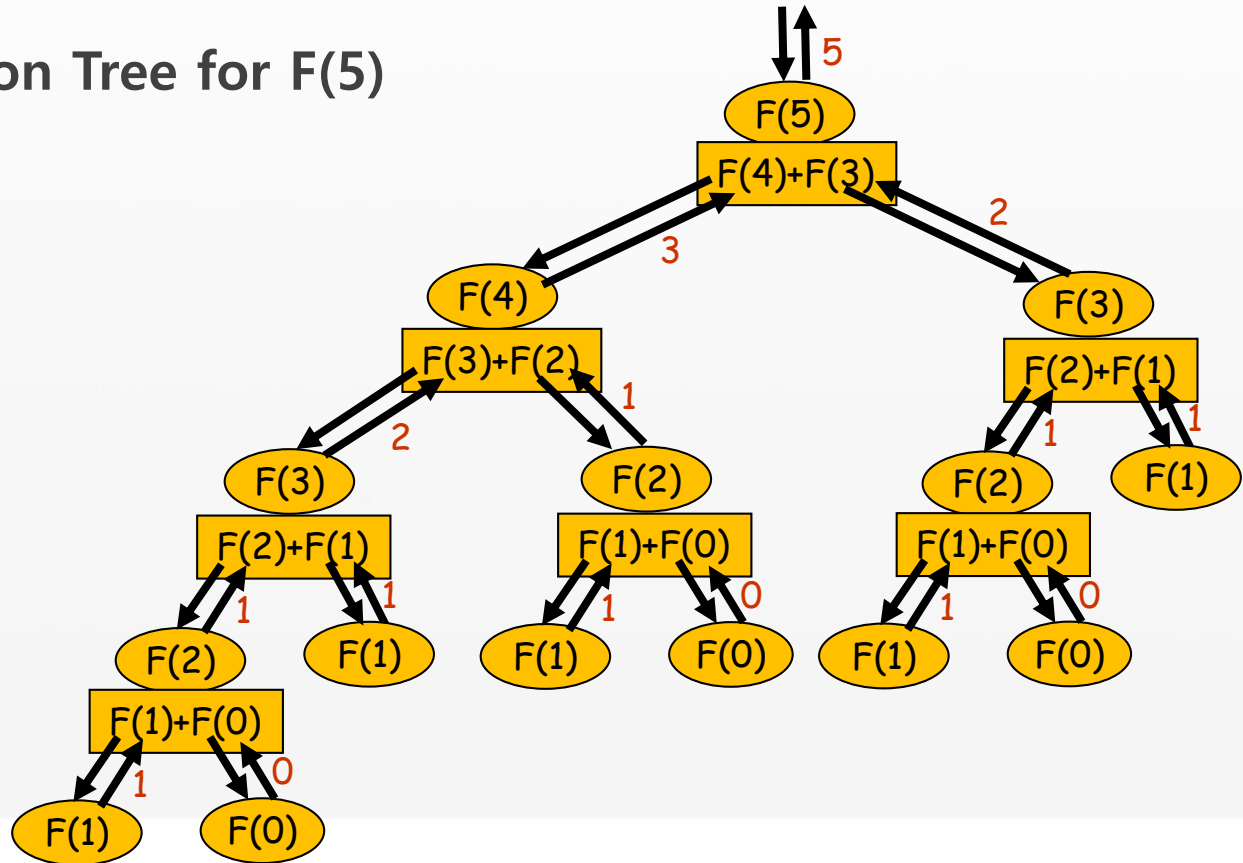 on Tree for F(5)
5
F(5)
F(4)+F(3)
3
2
F(4)
F(3)
F(3)+F(2)
F(2)+F(1)
2
1
1
1
F(3)
F(2)
F(2)
F(1)
F(2)+F(1)
F(1)+F(0)
F(1)+F(0)
1
1
1
0
1
0
F(2)
F(1)
F(1)
F(0)
F(1)
F(0)
F(1)+F(0)
1
0
F(1)
F(0)